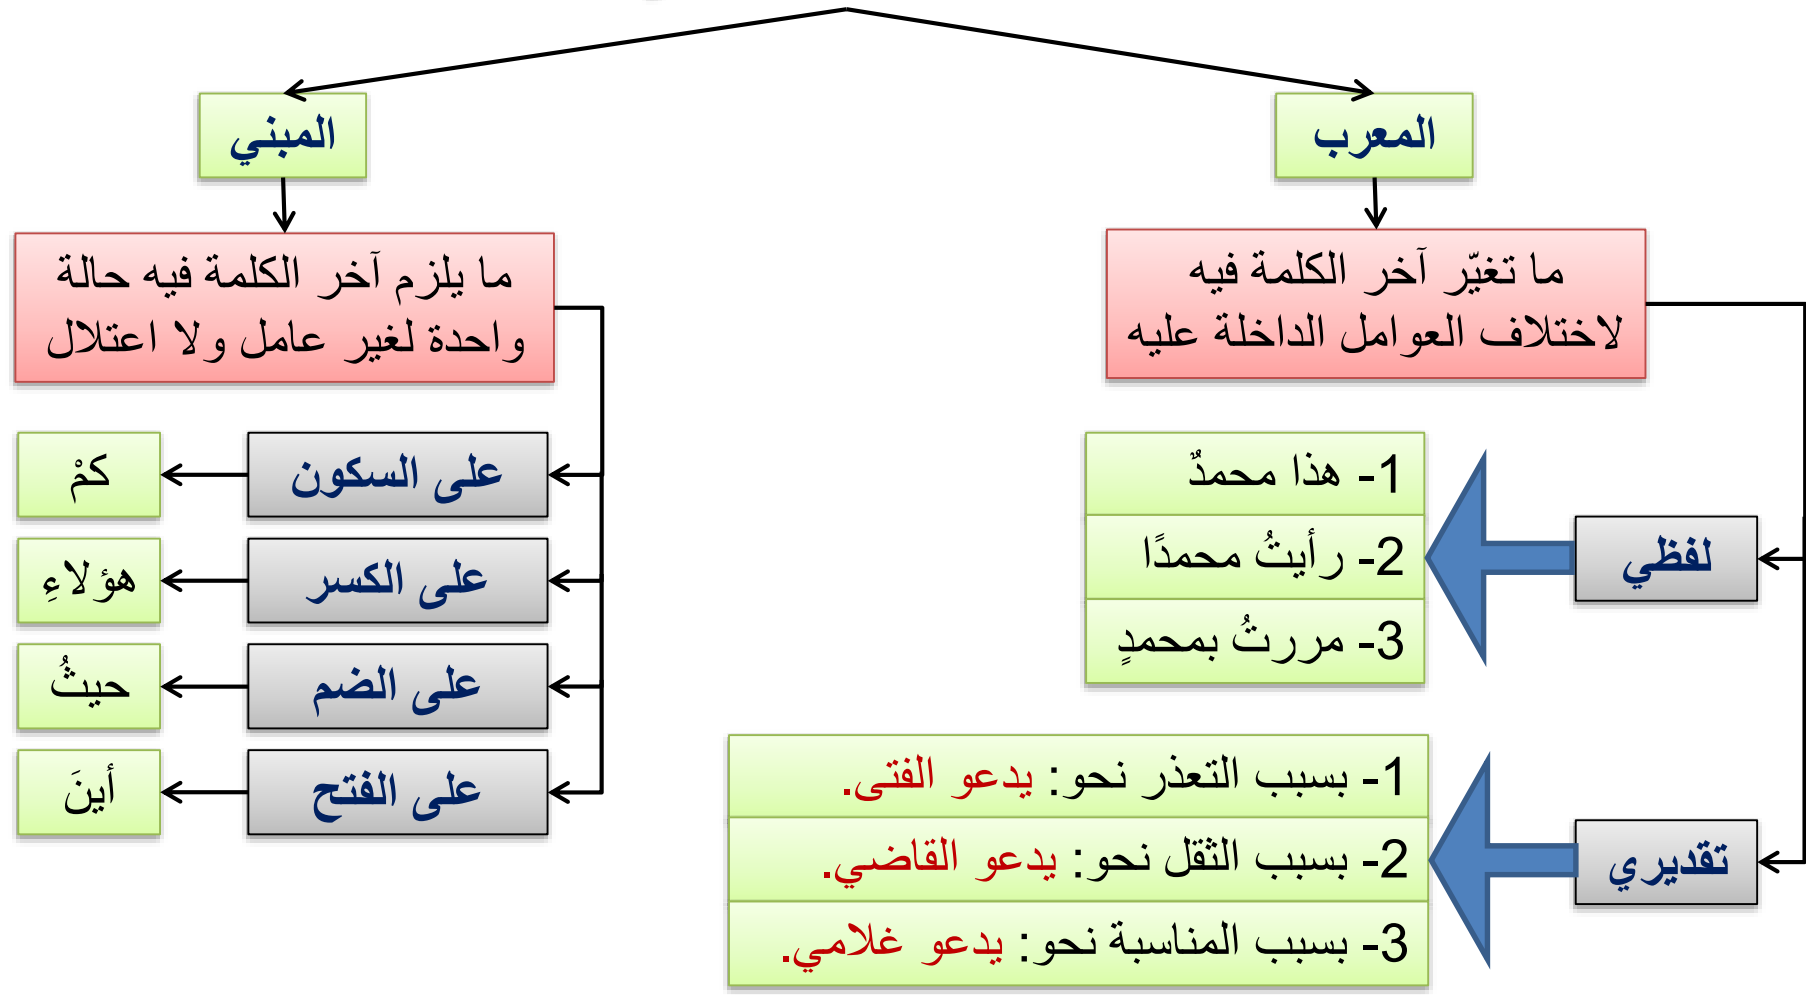 المعرب
ما تغيّر آخر الكلمة فيه
لاختلاف العوامل الداخلة عليه
لفظي
1- هذا محمدٌ
2- رأيتُ محمدًا
3- مررتُ بمحمدٍ
تقديري
1- بسبب التعذر نحو: يدعو الفتى.
2- بسبب الثقل نحو: يدعو القاضي.
3- بسبب المناسبة نحو: يدعو غلامي.
المبني
ما يلزم آخر الكلمة فيه حالة
واحدة لغير عامل ولا اعتلال
على السكون
كمْ
على الكسر
هؤلاءِ
على الضم
حيثُ
على الفتح
أينَ